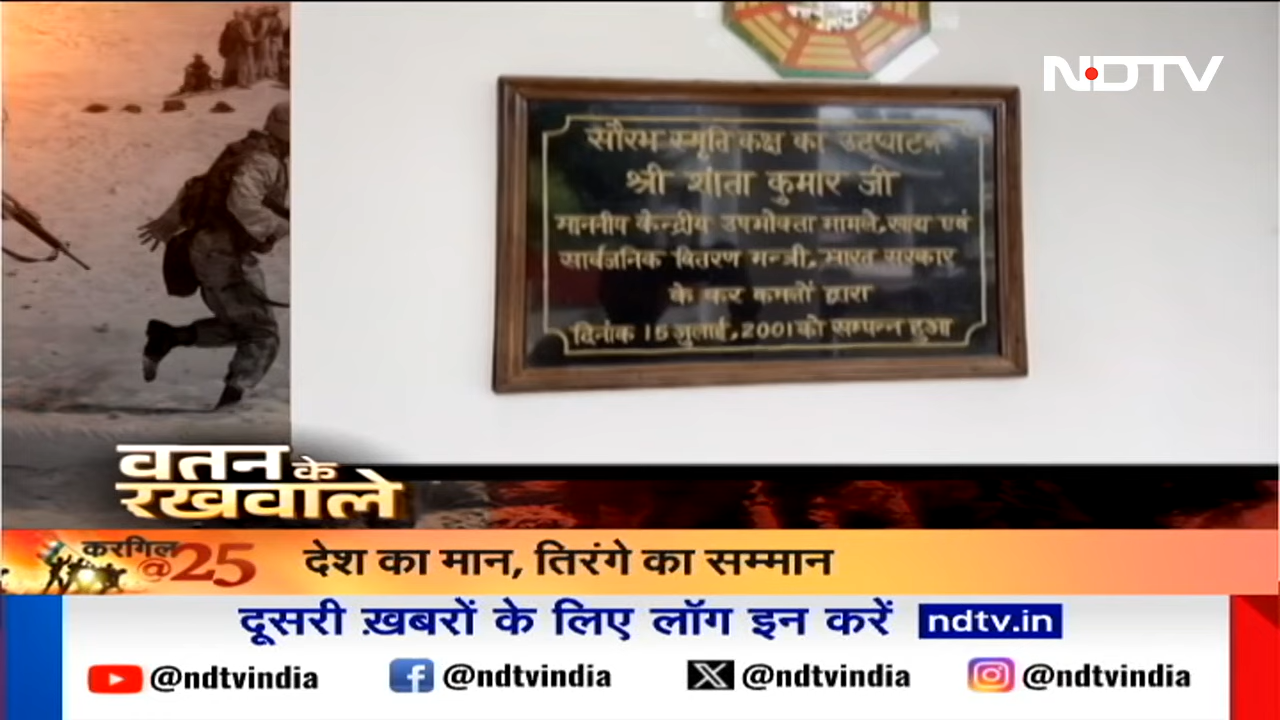 NDTV
सौरभ स्मृति कक्ष का उद्घाटन
श्री शांता कुमार जी
माननीय केन्द्रीय उपभोक्ता मामले, खाद्य एवं
सार्वजनिक वितरण मन्त्री, भारत सरकार
के कर कमलों द्वारा
दिनांक 15 जुलाई, 2001 को सम्पन्न हुआ
वतन के
रखवाले
करगिल
@25
देश का मान, तिरंगे का सम्मान
दूसरी ख़बरों के लिए लॉग इन करें ndtv.in
@ndtvindia @ndtvindia @ndtvindia @ndtvindia